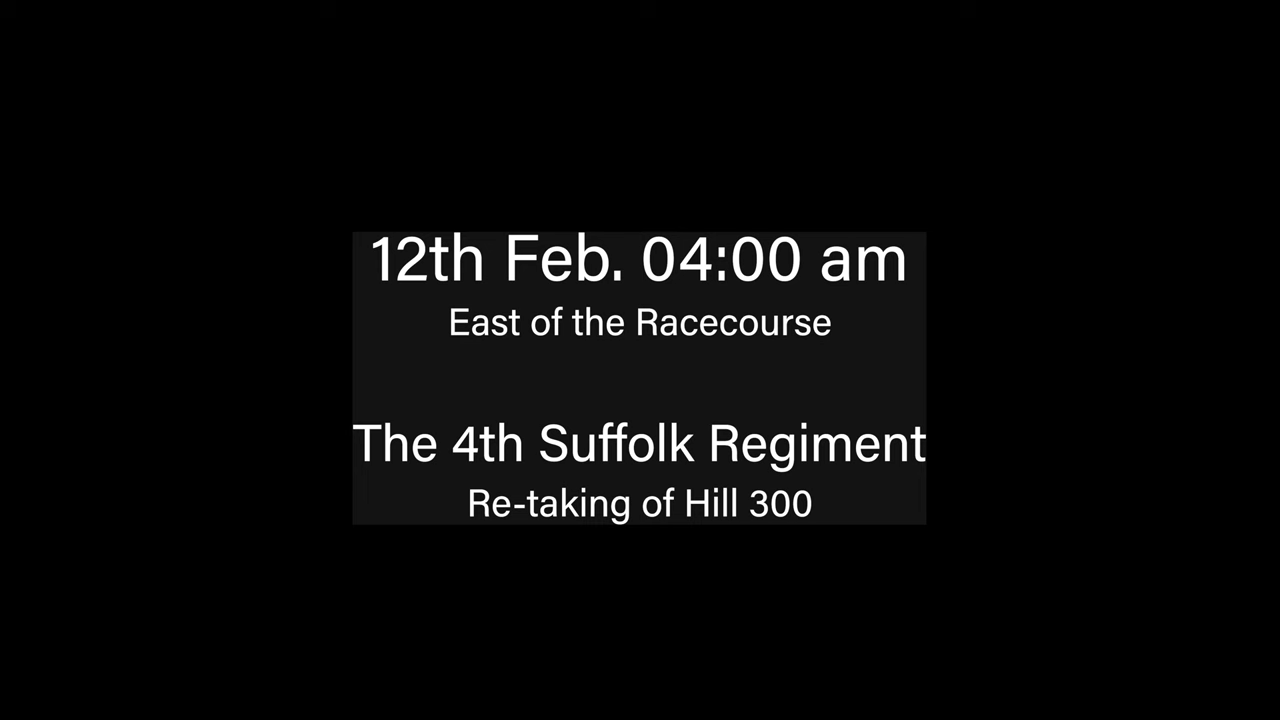 12th Feb. 04:00 am
East of the Racecourse
The 4th Suffolk Regiment
Re-taking of Hill 300